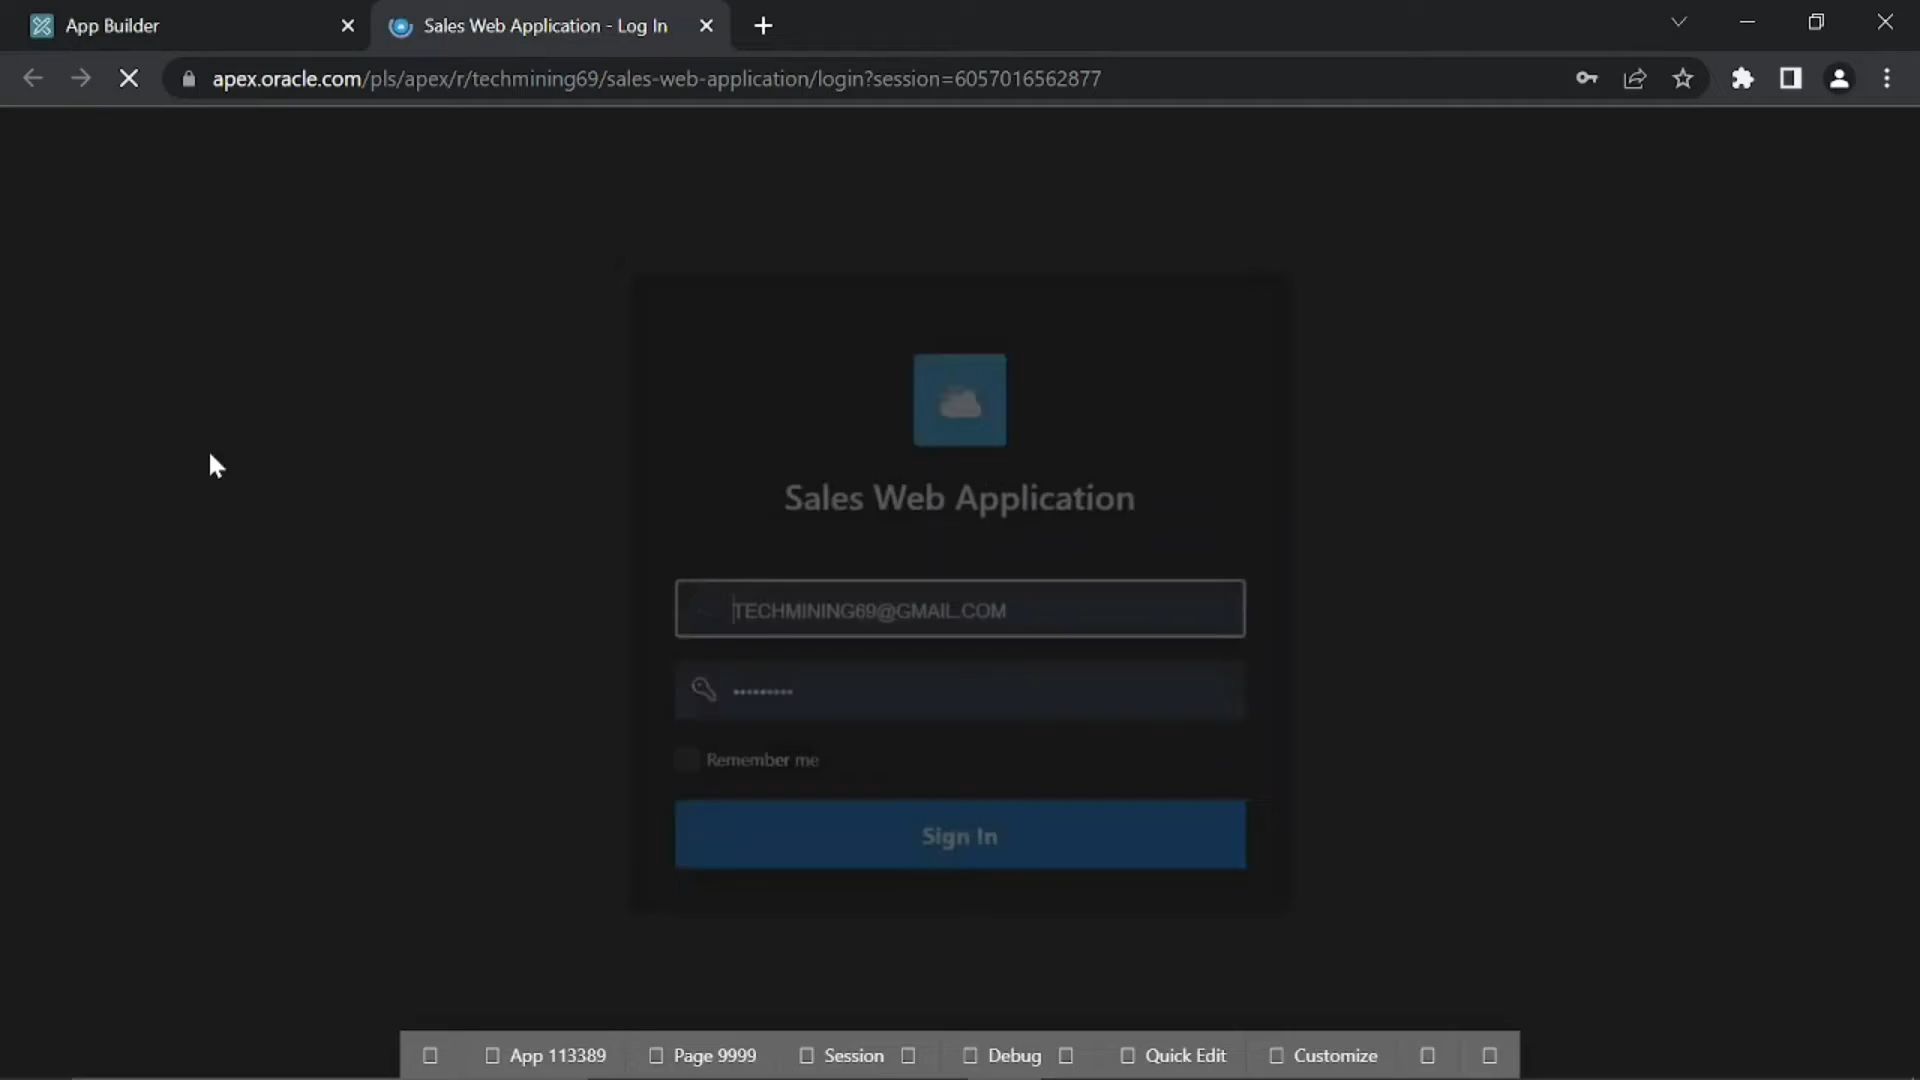 App Builder
Sales Web Application - Log In
apex.oracle.com/pls/apex/r/techmining69/sales-web-application/login?session=6057016562877
Sales Web Application
TECHMINING69@GMAIL.COM
•••••••••
Remember me
Sign In
App 113389
Page 9999
Session
Debug
Quick Edit
Customize